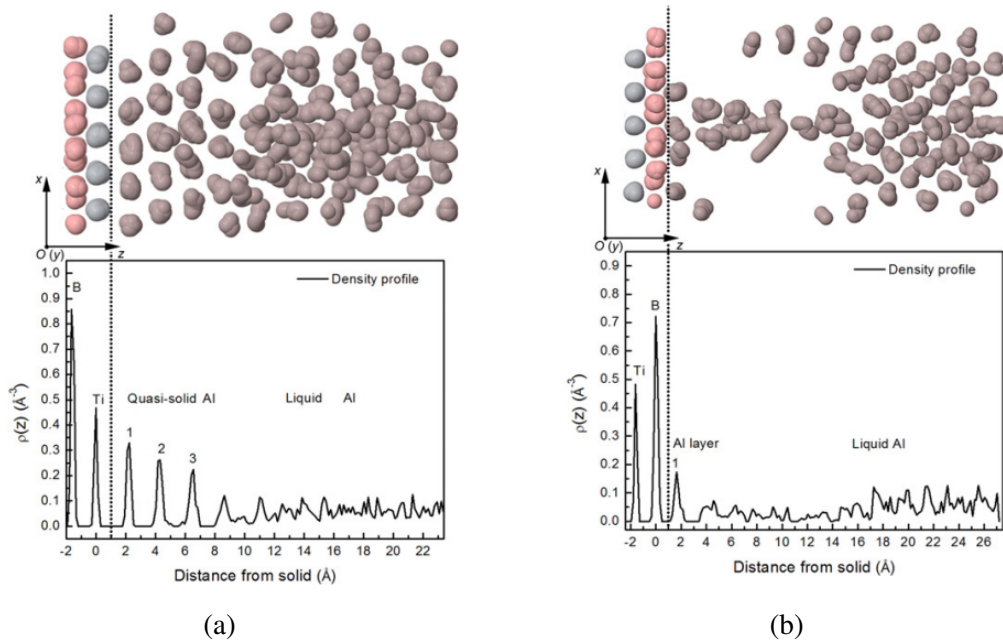 x
O (y)
z
B
Density profile
Ti
Quasi-solid Al
Liquid Al
1
2
3
ρ(z) (Å⁻³)
1.0
0.9
0.8
0.7
0.6
0.5
0.4
0.3
0.2
0.1
0.0
-2 0 2 4 6 8 10 12 14 16 18 20 22
Distance from solid (Å)
(a)
x
O (y)
z
B
Density profile
Ti
Al layer
Liquid Al
1
ρ(z) (Å⁻³)
0.9
0.8
0.7
0.6
0.5
0.4
0.3
0.2
0.1
0.0
-2 0 2 4 6 8 10 12 14 16 18 20 22 24 26
Distance from solid (Å)
(b)